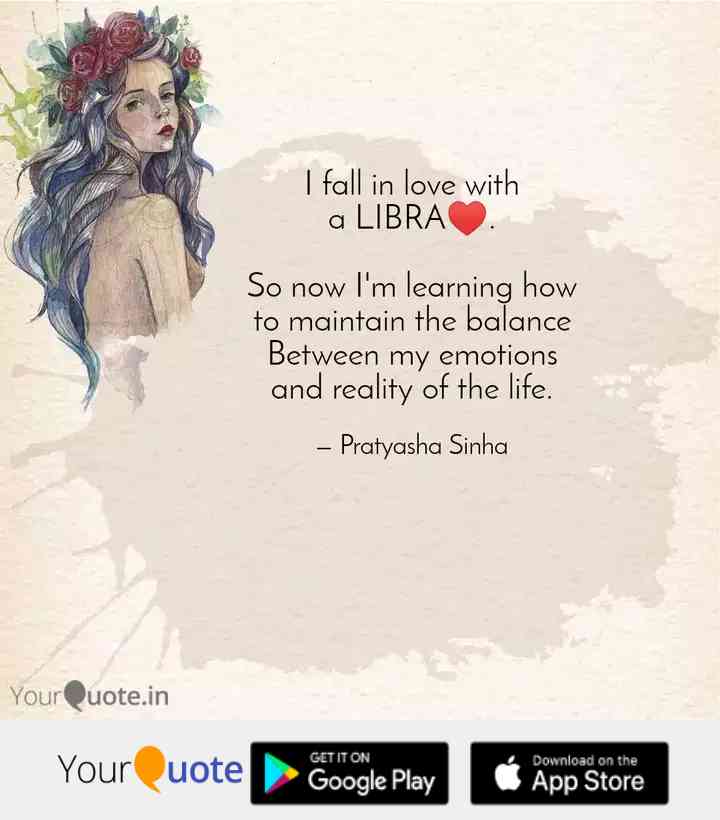 I fall in love with
a LIBRA♥️.
So now I'm learning how
to maintain the balance
Between my emotions
and reality of the life.
– Pratyasha Sinha
YourQuote.in
YourQuote
GET IT ON
Google Play
Download on the
App Store